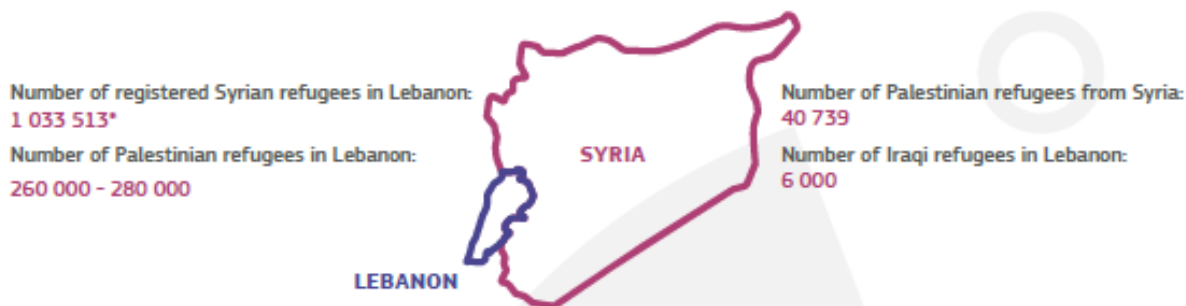 Number of registered Syrian refugees in Lebanon:
1 033 513*
Number of Palestinian refugees in Lebanon:
260 000 - 280 000
SYRIA
LEBANON
Number of Palestinian refugees from Syria:
40 739
Number of Iraqi refugees in Lebanon:
6 000